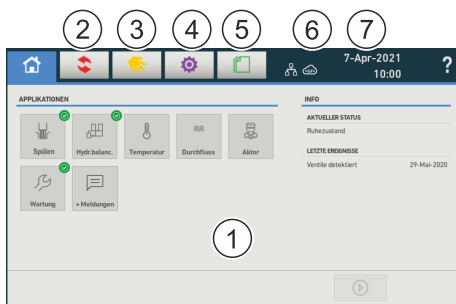 2 3 4 5 6 7
7-Apr-2021
10:00
?
APPLIKATIONEN
INFO
AKTUELLER STATUS
Ruhezustand
LETZTE EREIGNISSE
Ventile detektiert 29-Mai-2020
Spülen Hydr.balanc. Temperatur Durchfluss Aktor
Wartung + Meldungen
1